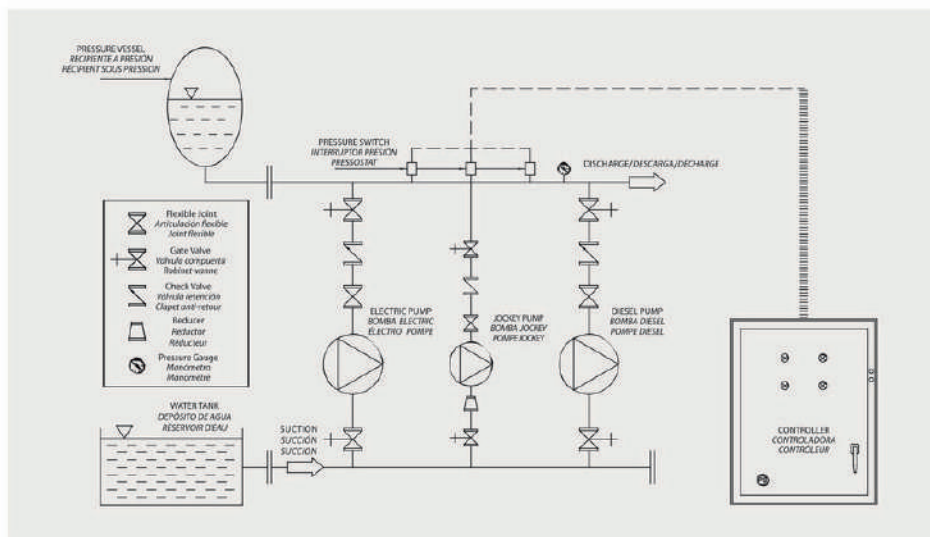 PRESSURE VESSEL
RECIPIENTE A PRESIÓN
RÉCIPIENT SOUS PRESSION
PRESSURE SWITCH
INTERRUPTOR PRESIÓN
PRESSOSTAT
DISCHARGE/DESCARGA/DÉCHARGE
Flexible Joint
Articulación flexible
Joint flexible
Gate Valve
Válvula compuerta
Robinet-vanne
Check Valve
Válvula retención
Clapet anti-retour
Reducer
Reductor
Réducteur
Pressure Gauge
Manómetro
Manomètre
ELECTRIC PUMP
BOMBA ELECTRIC
ÉLECTRO POMPE
JOCKEY PUMP
BOMBA JOCKEY
POMPE JOCKEY
DIESEL PUMP
BOMBA DIESEL
POMPE DIESEL
WATER TANK
DEPÓSITO DE AGUA
RÉSERVOIR D'EAU
SUCTION
SUCCIÓN
SUCCION
CONTROLLER
CONTROLADORA
CONTRÔLEUR